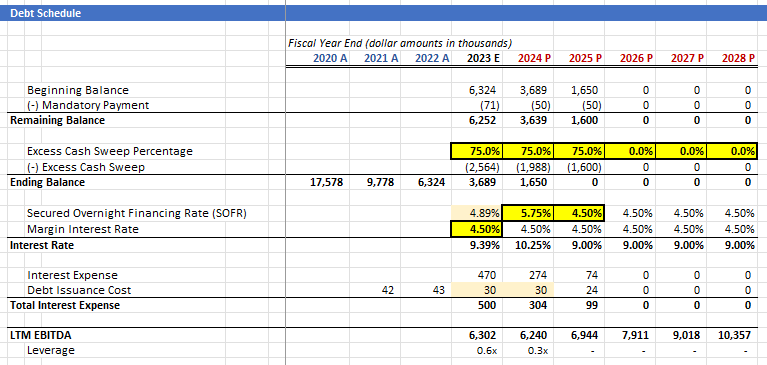 Debt Schedule
Fiscal Year End (dollar amounts in thousands)
2020 A 2021 A 2022 A 2023 E 2024 P 2025 P 2026 P 2027 P 2028 P
Beginning Balance 6,324 3,689 1,650 0 0 0
(-) Mandatory Payment (71) (50) (50) 0 0 0
Remaining Balance 6,252 3,639 1,600 0 0 0
Excess Cash Sweep Percentage 75.0% 75.0% 75.0% 0.0% 0.0% 0.0%
(-) Excess Cash Sweep (2,564) (1,988) (1,600) 0 0 0
Ending Balance 17,578 9,778 6,324 3,689 1,650 0 0 0 0
Secured Overnight Financing Rate (SOFR) 4.89% 5.75% 4.50% 4.50% 4.50% 4.50%
Margin Interest Rate 4.50% 4.50% 4.50% 4.50% 4.50% 4.50%
Interest Rate 9.39% 10.25% 9.00% 9.00% 9.00% 9.00%
Interest Expense 470 274 74 0 0 0
Debt Issuance Cost 42 43 30 30 24 0 0 0
Total Interest Expense 500 304 99 0 0 0
LTM EBITDA 6,302 6,240 6,944 7,911 9,018 10,357
Leverage 0.6x 0.3x - - - -